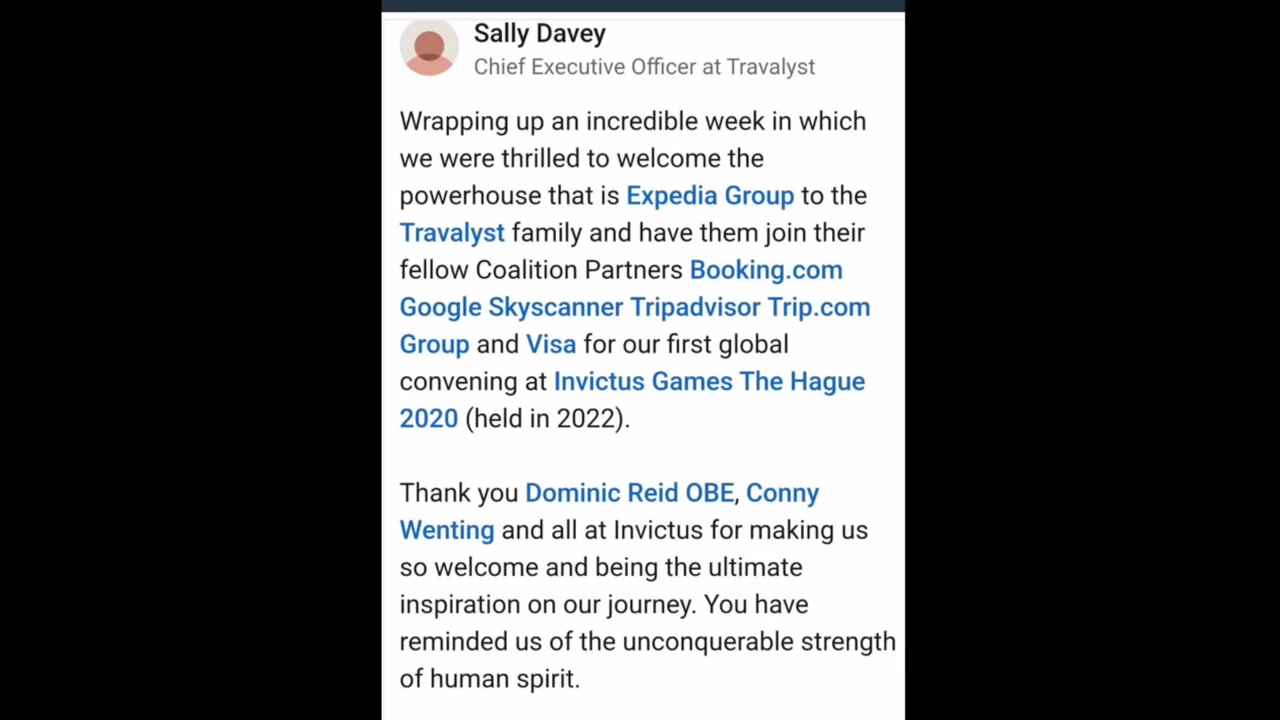 Sally Davey
Chief Executive Officer at Travalyst
Wrapping up an incredible week in which
we were thrilled to welcome the
powerhouse that is Expedia Group to the
Travalyst family and have them join their
fellow Coalition Partners Booking.com
Google Skyscanner Tripadvisor Trip.com
Group and Visa for our first global
convening at Invictus Games The Hague
2020 (held in 2022).
Thank you Dominic Reid OBE, Conny
Wenting and all at Invictus for making us
so welcome and being the ultimate
inspiration on our journey. You have
reminded us of the unconquerable strength
of human spirit.